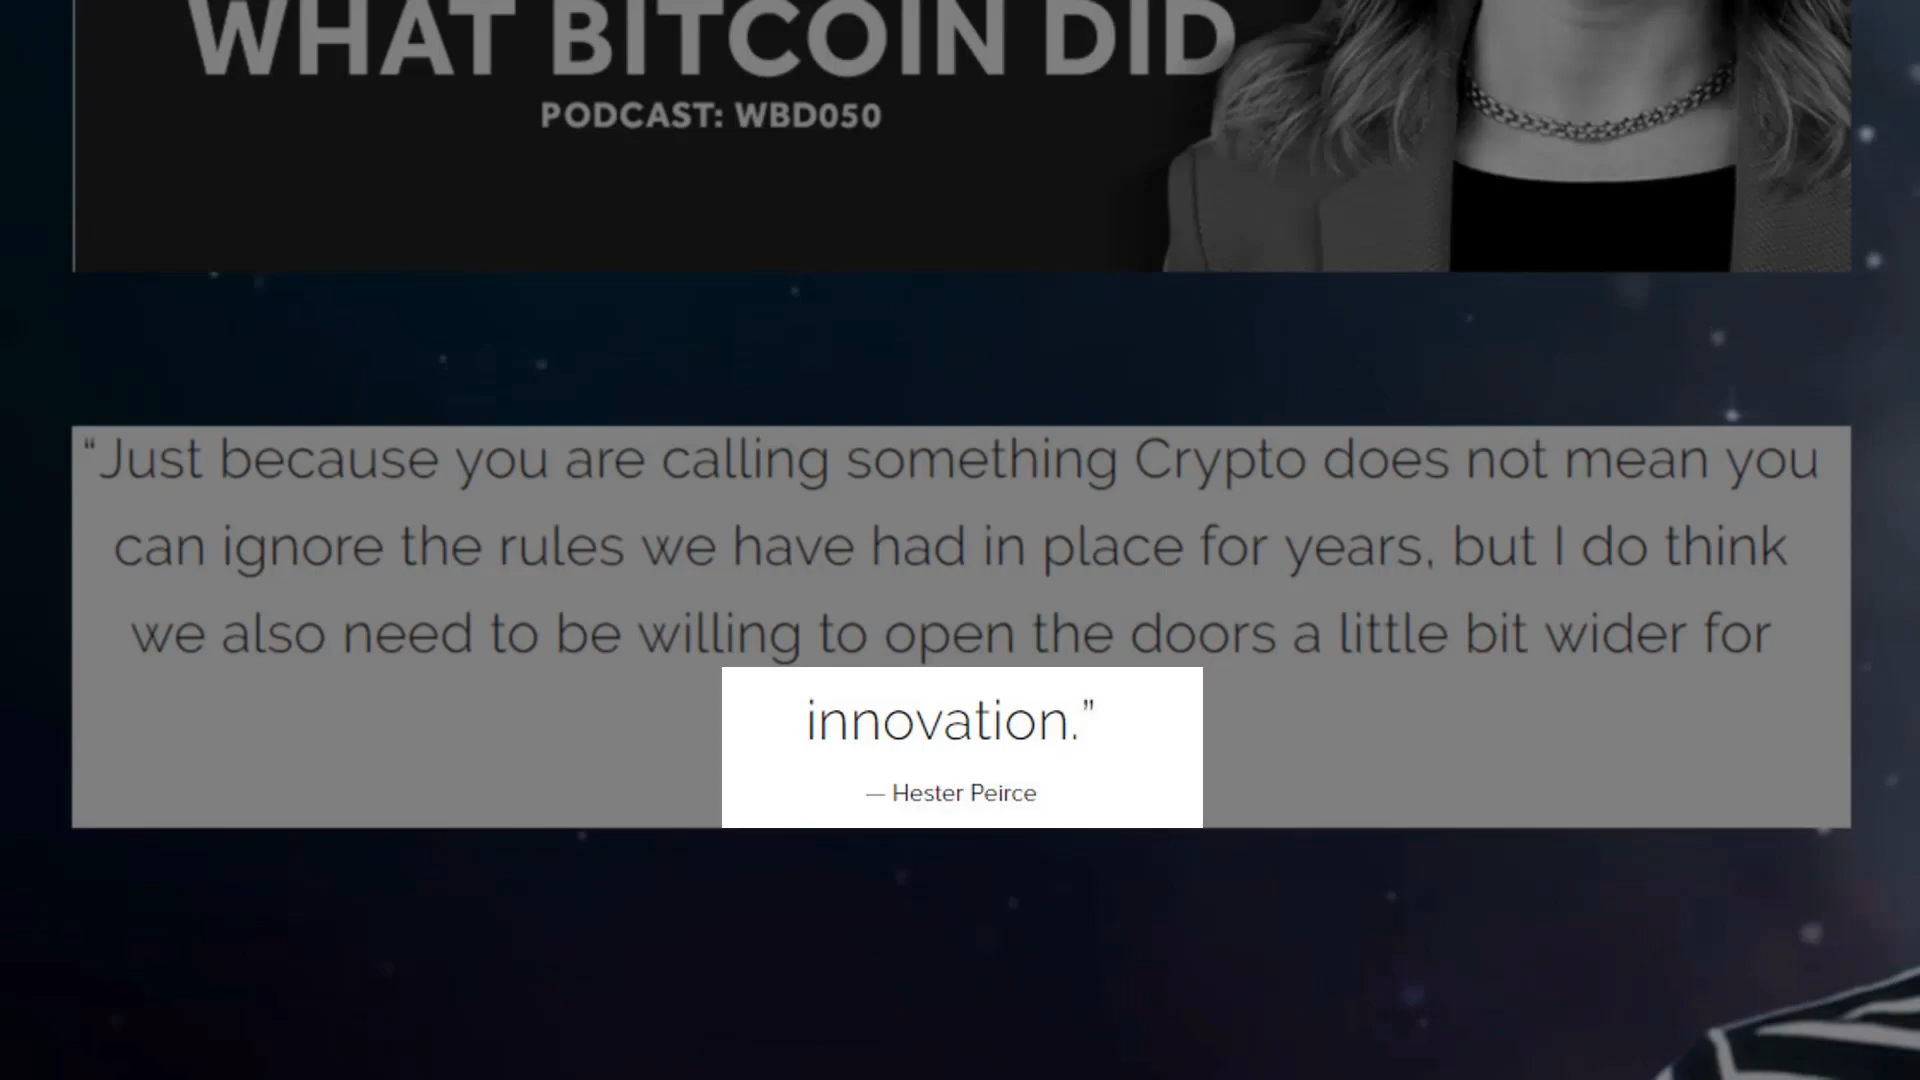 WHAT BITCOIN DID
PODCAST: WBD050
“Just because you are calling something Crypto does not mean you
can ignore the rules we have had in place for years, but I do think
we also need to be willing to open the doors a little bit wider for
innovation.”
— Hester Peirce